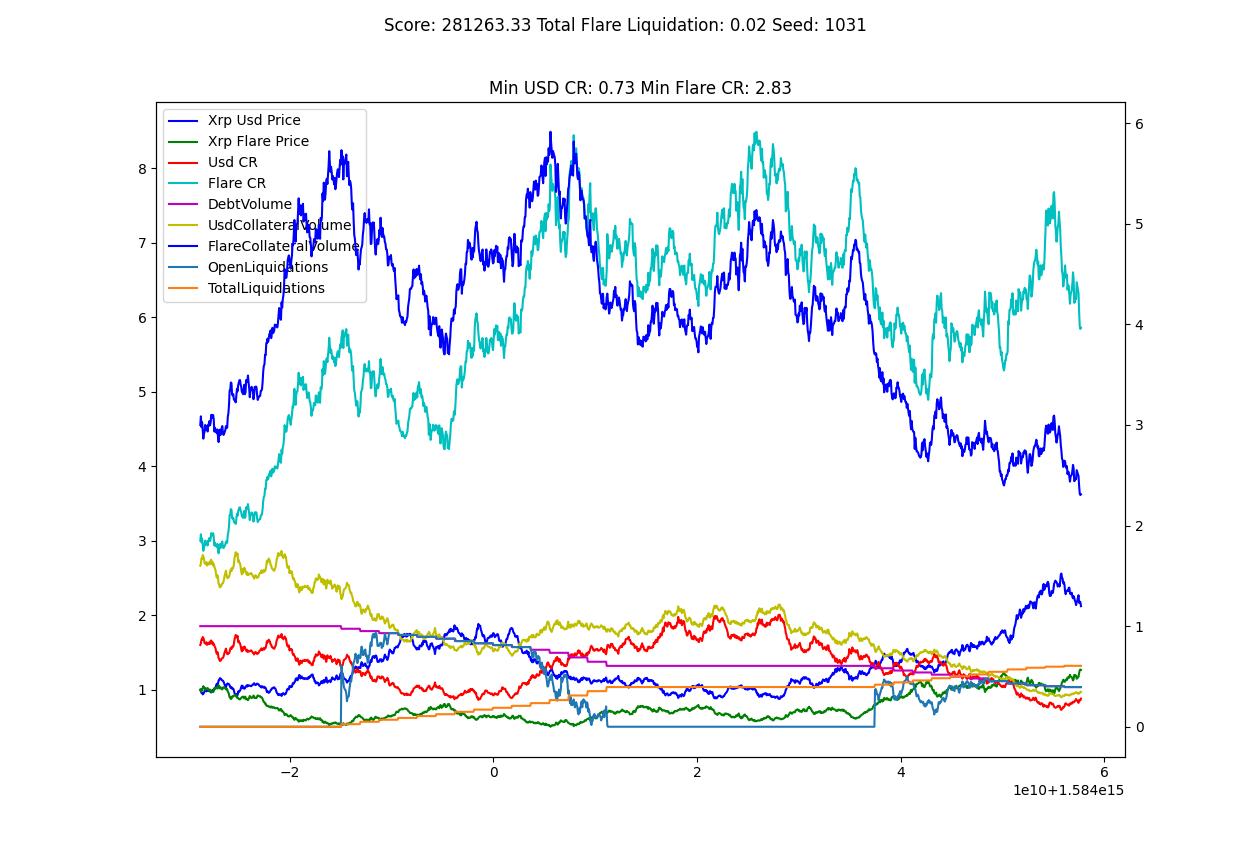 Score: 281263.33 Total Flare Liquidation: 0.02 Seed: 1031
Min USD CR: 0.73 Min Flare CR: 2.83
Xrp Usd Price
Xrp Flare Price
Usd CR
Flare CR
DebtVolume
UsdCollateralVolume
FlareCollateralVolume
OpenLiquidations
TotalLiquidations
8
7
6
5
4
3
2
1
6
5
4
3
2
1
0
−2
0
2
4
6
1e10+1.584e15